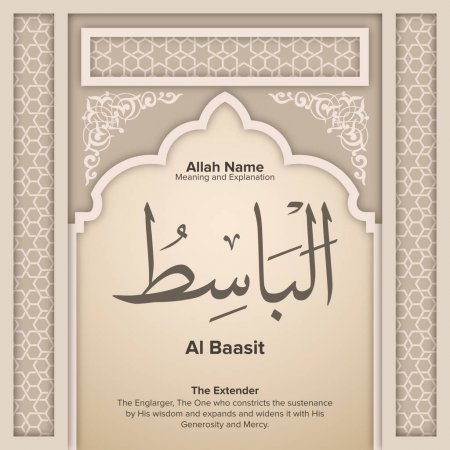 Allah Name
Meaning and Explanation
الْبَاسِطُ
Al Baasit
The Extender
The Englarger, The One who constricts the sustenance
by His wisdom and expands and widens it with His
Generosity and Mercy.